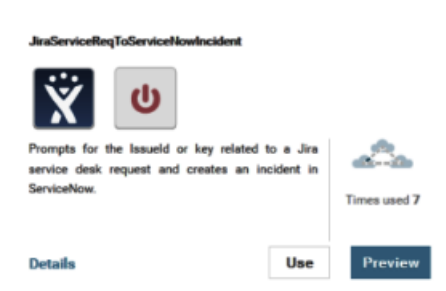 JiraServiceReqToServiceNowIncident
Prompts for the IssueId or key related to a Jira
service desk request and creates an incident in
ServiceNow.
Times used 7
Details
Use
Preview